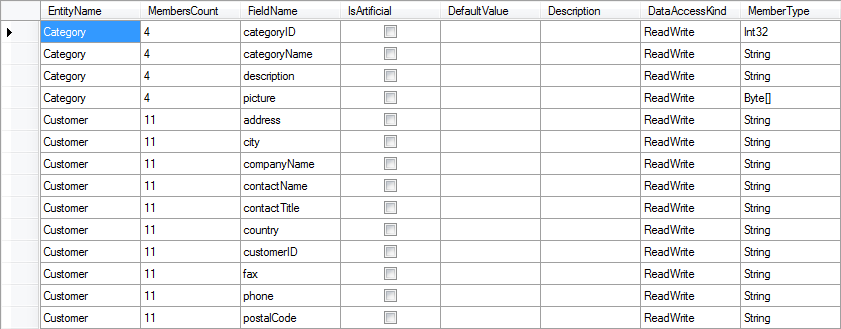 EntityName MembersCount FieldName IsArtificial DefaultValue Description DataAccessKind MemberType
Category 4 categoryID ReadWrite Int32
Category 4 categoryName ReadWrite String
Category 4 description ReadWrite String
Category 4 picture ReadWrite Byte[]
Customer 11 address ReadWrite String
Customer 11 city ReadWrite String
Customer 11 companyName ReadWrite String
Customer 11 contactName ReadWrite String
Customer 11 contactTitle ReadWrite String
Customer 11 country ReadWrite String
Customer 11 customerID ReadWrite String
Customer 11 fax ReadWrite String
Customer 11 phone ReadWrite String
Customer 11 postalCode ReadWrite String